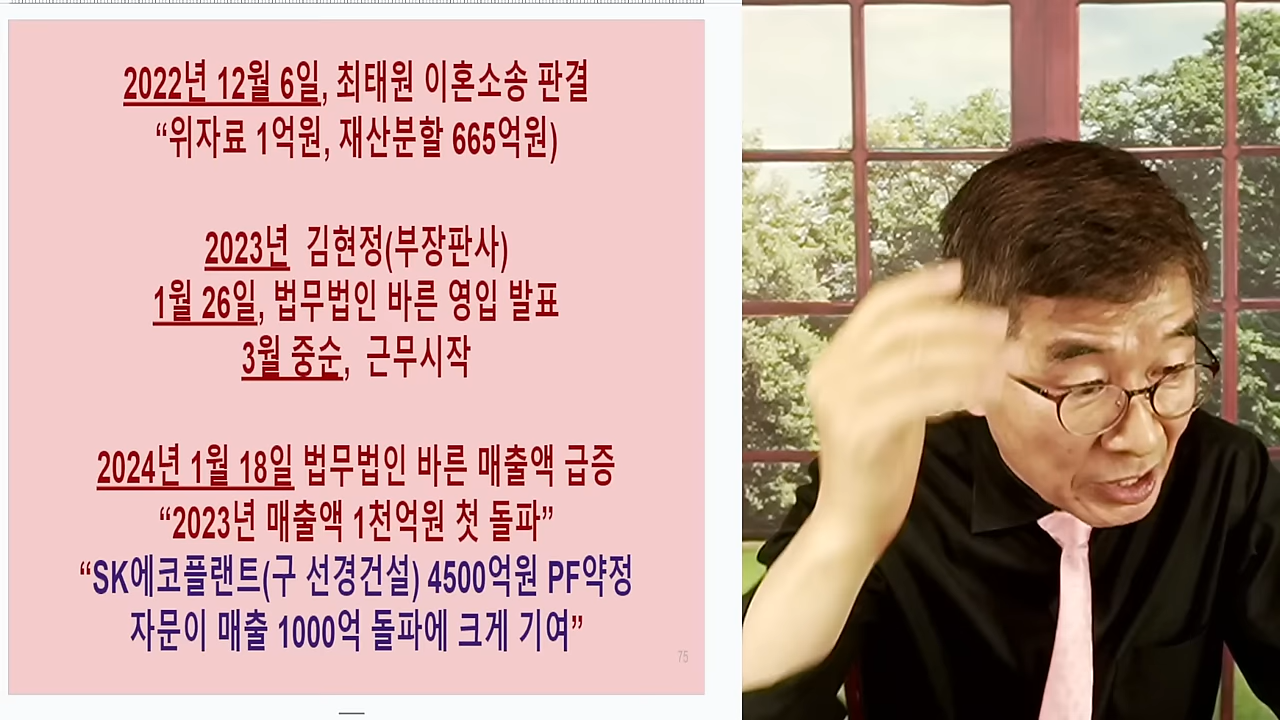 2022년 12월 6일, 최태원 이혼소송 판결
“위자료 1억원, 재산분할 665억원)
2023년 김현정(부장판사)
1월 26일, 법무법인 바른 영입 발표
3월 중순, 근무시작
2024년 1월 18일 법무법인 바른 매출액 급증
“2023년 매출액 1천억원 첫 돌파”
“SK에코플랜트(구 선경건설) 4500억원 PF약정
자문이 매출 1000억 돌파에 크게 기여”
75